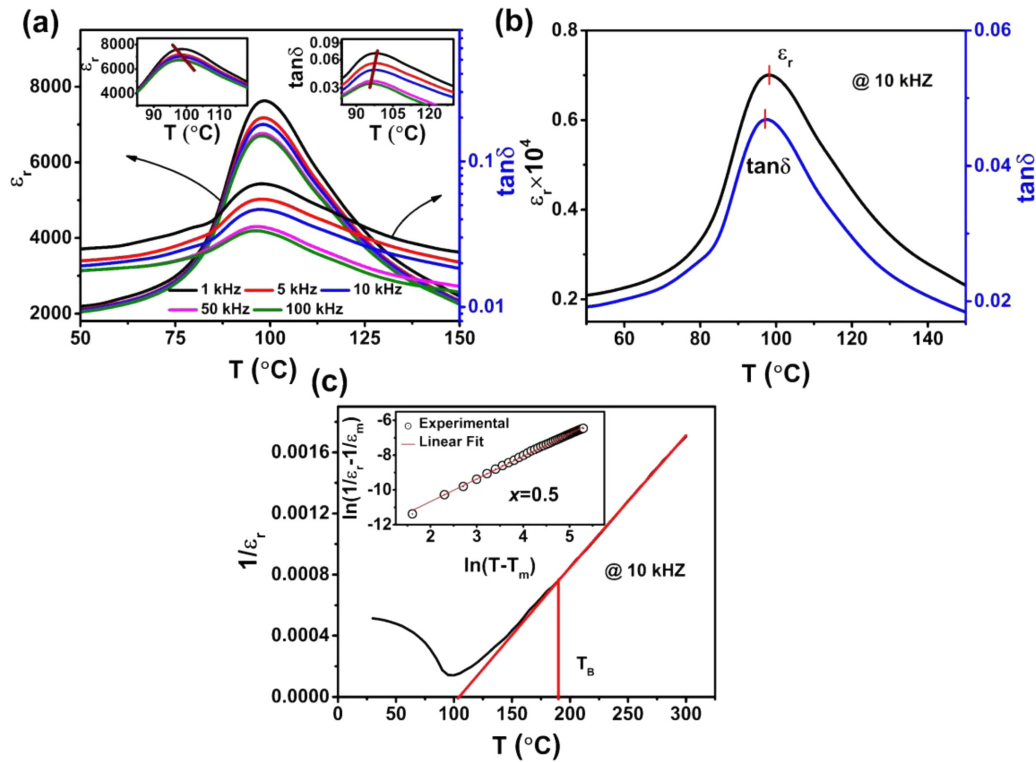 (a)
8000
6000
4000
εr
90 100 110
T (°C)
0.09
0.06
0.03
tanδ
90 105 120
T (°C)
8000
6000
4000
2000
εr
0.1
0.01
tanδ
1 kHz 5 kHz 10 kHz
50 kHz 100 kHz
50 75 100 125 150
T (°C)
(b)
0.8
0.6
0.4
0.2
εr×10⁴
εr
@ 10 kHZ
tanδ
0.06
0.04
0.02
tanδ
60 80 100 120 140
T (°C)
(c)
0.0016
0.0012
0.0008
0.0004
0.0000
1/εr
-6
-8
-10
-12
ln(1/εr-1/εm)
Experimental
Linear Fit
x=0.5
2 3 4 5
ln(T-Tm)
@ 10 kHZ
TB
0 50 100 150 200 250 300
T (°C)